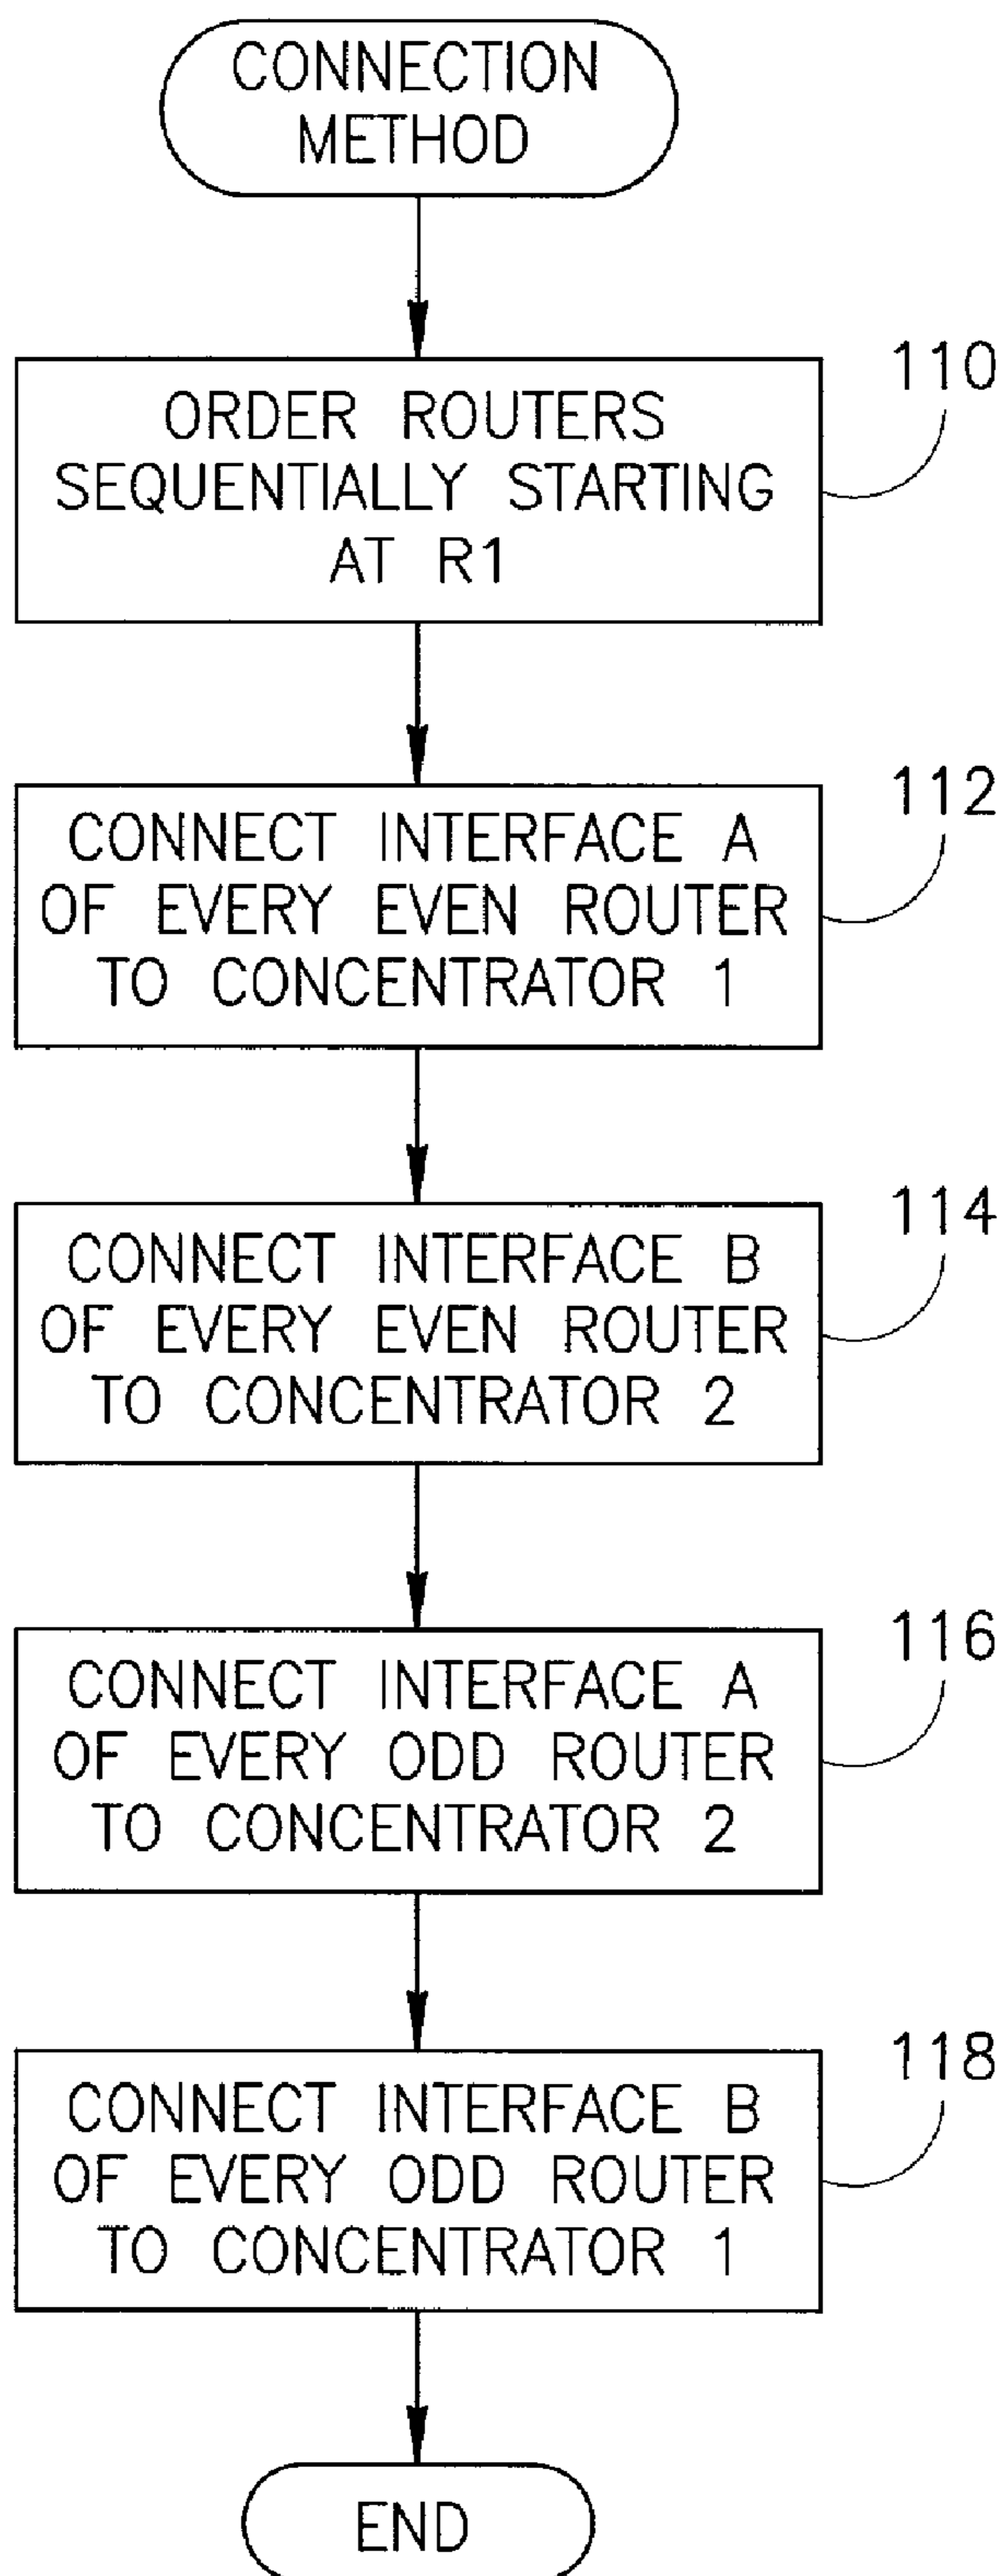 CONNECTION
METHOD
110
ORDER ROUTERS
SEQUENTIALLY STARTING
AT R1
112
CONNECT INTERFACE A
OF EVERY EVEN ROUTER
TO CONCENTRATOR 1
114
CONNECT INTERFACE B
OF EVERY EVEN ROUTER
TO CONCENTRATOR 2
116
CONNECT INTERFACE A
OF EVERY ODD ROUTER
TO CONCENTRATOR 2
118
CONNECT INTERFACE B
OF EVERY ODD ROUTER
TO CONCENTRATOR 1
END